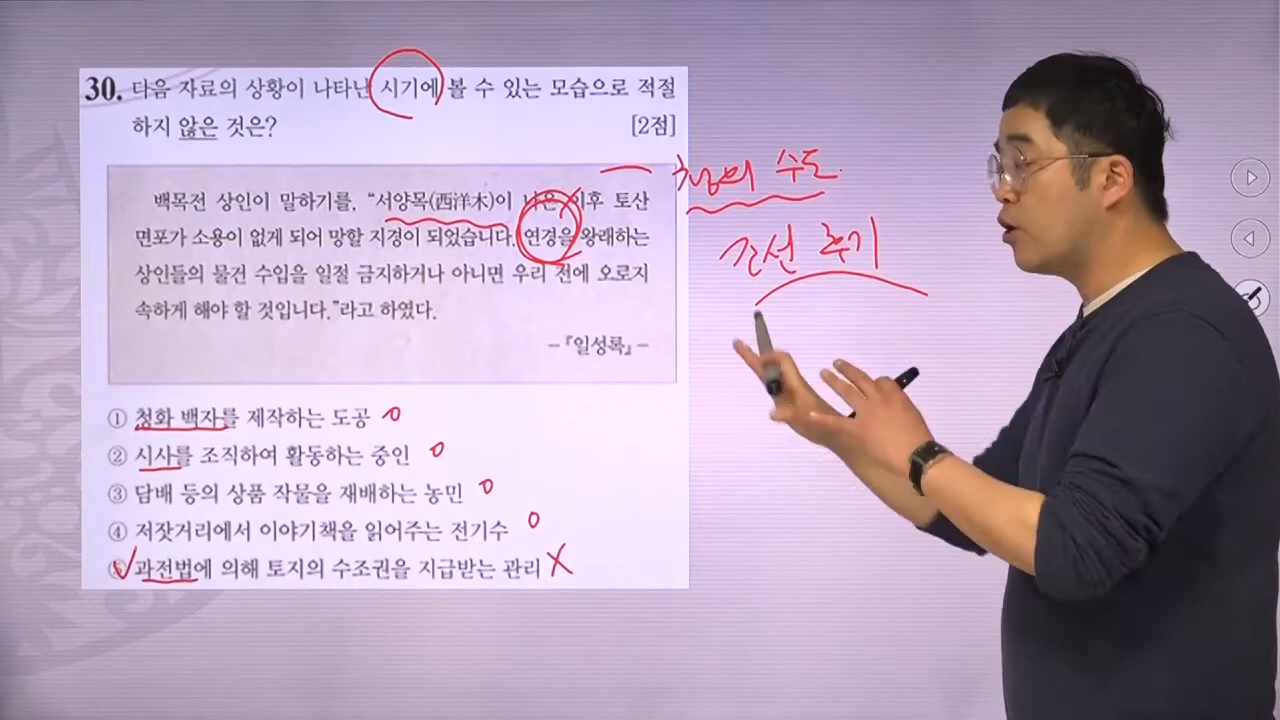 30. 다음 자료의 상황이 나타난 시기에 볼 수 있는 모습으로 적절
하지 않은 것은? [2점]
백목전 상인이 말하기를, “서양목(西洋木)이 나온 이후 토산
면포가 소용이 없게 되어 망할 지경이 되었습니다. 연경을 왕래하는
상인들의 물건 수입을 일절 금지하거나 아니면 우리 전에 오로지
속하게 해야 할 것입니다.”라고 하였다.
-『일성록』-
청의 수도
조선 후기
① 청화 백자를 제작하는 도공 O
② 시사를 조직하여 활동하는 중인 O
③ 담배 등의 상품 작물을 재배하는 농민 O
④ 저잣거리에서 이야기책을 읽어주는 전기수 O
⑤ 과전법에 의해 토지의 수조권을 지급받는 관리 X